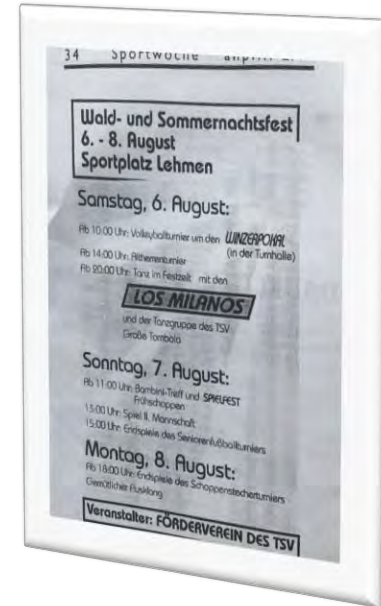 34 Sportwoche
Wald- und Sommernachtsfest
6. - 8. August
Sportplatz Lehmen
Samstag, 6. August:
Ab 10.00 Uhr: Volleyballturnier um den WINZERPOKAL
(in der Turnhalle)
Ab 14.00 Uhr: Altherrenturnier
Ab 20.00 Uhr: Tanz im Festzelt mit den
LOS MILANOS
und der Tanzgruppe des TSV
Große Tombola
Sonntag, 7. August:
Ab 11.00 Uhr: Bambini-Treff und SPIELFEST
Frühschoppen
13.00 Uhr: Spiel II. Mannschaft
15.00 Uhr: Endspiele des Seniorenfußballturniers
Montag, 8. August:
Ab 18.00 Uhr: Endspiele des Schoppenstecherturniers
Gemütlicher Ausklang
Veranstalter: FÖRDERVEREIN DES TSV